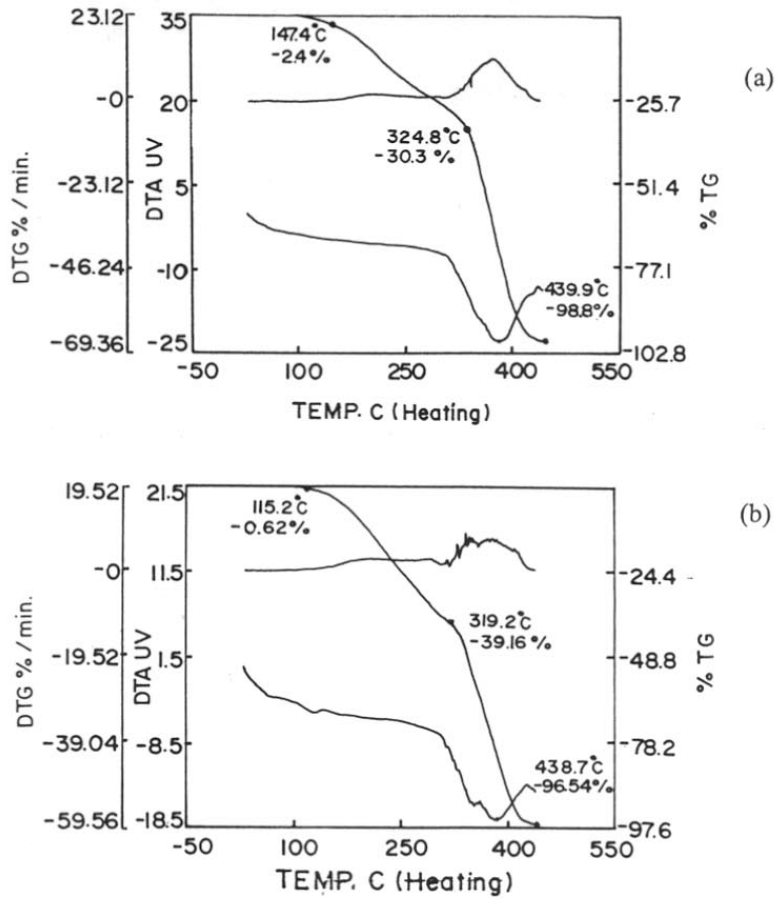 23.12
35
147.4°C
-2.4%
(a)
-0
20
-25.7
324.8°C
-30.3 %
-23.12
5
-51.4
DTG % / min.
DTA UV
% TG
-46.24
-10
-77.1
439.9°C
-98.8%
-69.36
-25
-102.8
-50
100
250
400
550
TEMP. C (Heating)
19.52
21.5
115.2°C
-0.62%
(b)
-0
11.5
-24.4
319.2°C
-39.16%
-19.52
1.5
-48.8
DTG % / min.
DTA UV
% TG
-39.04
-8.5
-78.2
438.7°C
-96.54%
-59.56
-18.5
-97.6
-50
100
250
400
550
TEMP. C (Heating)